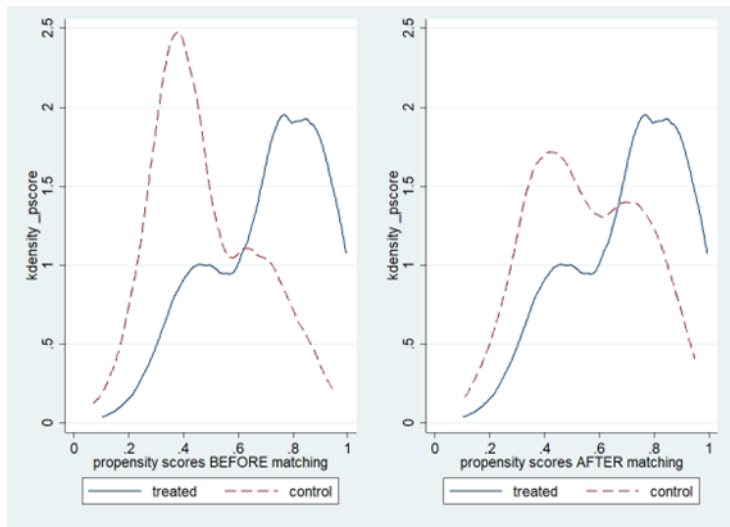 2.5
2
1.5
1
.5
0
kdensity _pscore
0 .2 .4 .6 .8 1
propensity scores BEFORE matching
treated control
2.5
2
1.5
1
.5
0
kdensity _pscore
0 .2 .4 .6 .8 1
propensity scores AFTER matching
treated control